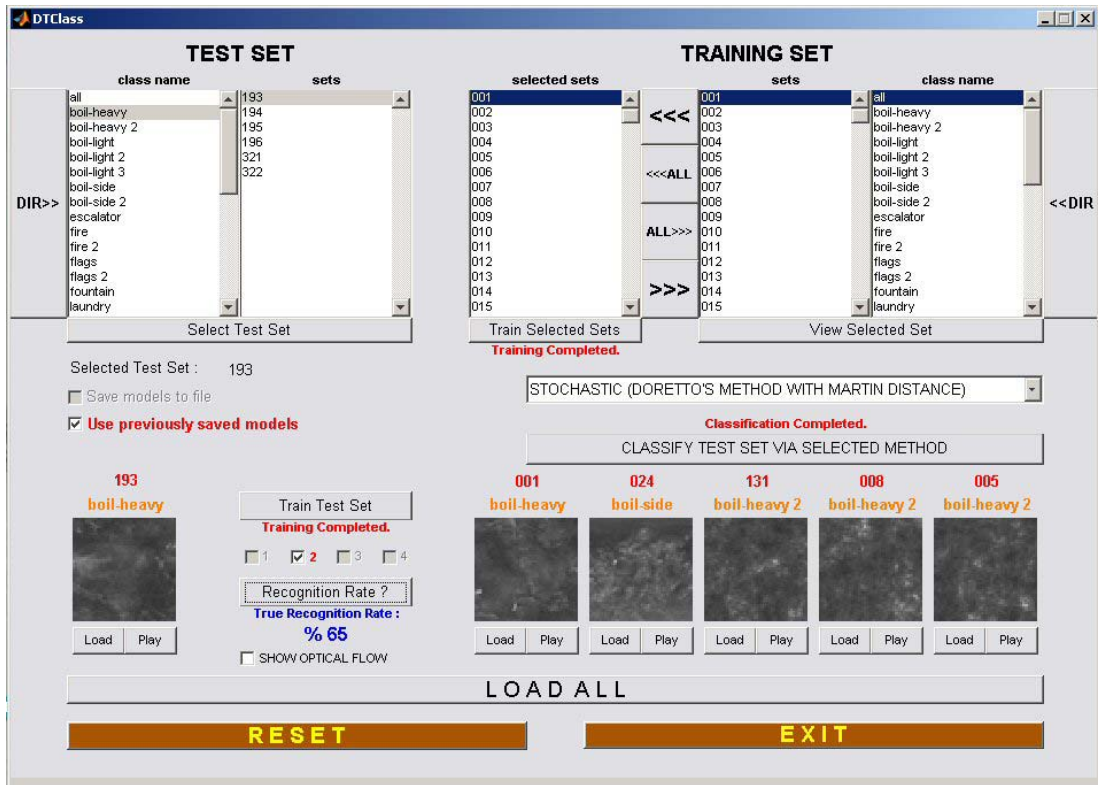 DTClass
TEST SET
class name
sets
all
boil-heavy
boil-heavy 2
boil-light
boil-light 2
boil-light 3
boil-side
boil-side 2
escalator
fire
fire 2
flags
flags 2
fountain
laundry
193
194
195
196
321
322
DIR>>
Select Test Set
TRAINING SET
selected sets
sets
class name
001
002
003
004
005
006
007
008
009
010
011
012
013
014
015
<<<
<<<ALL
ALL>>>
>>>
001
002
003
004
005
006
007
008
009
010
011
012
013
014
015
all
boil-heavy
boil-heavy 2
boil-light
boil-light 2
boil-light 3
boil-side
boil-side 2
escalator
fire
fire 2
flags
flags 2
fountain
laundry
<<DIR
Train Selected Sets
View Selected Set
Training Completed.
Selected Test Set : 193
Save models to file
Use previously saved models
STOCHASTIC (DORETTO'S METHOD WITH MARTIN DISTANCE)
Classification Completed.
CLASSIFY TEST SET VIA SELECTED METHOD
193
boil-heavy
Load Play
Train Test Set
Training Completed.
1 2 3 4
Recognition Rate ?
True Recognition Rate :
% 65
SHOW OPTICAL FLOW
001
boil-heavy
Load Play
024
boil-side
Load Play
131
boil-heavy 2
Load Play
008
boil-heavy 2
Load Play
005
boil-heavy 2
Load Play
LOAD ALL
RESET
EXIT